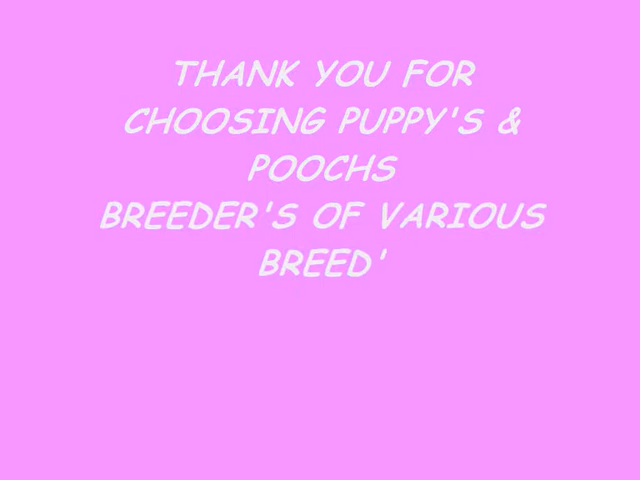 THANK YOU FOR
CHOOSING PUPPY'S &
POOCHS
BREEDER'S OF VARIOUS
BREED'